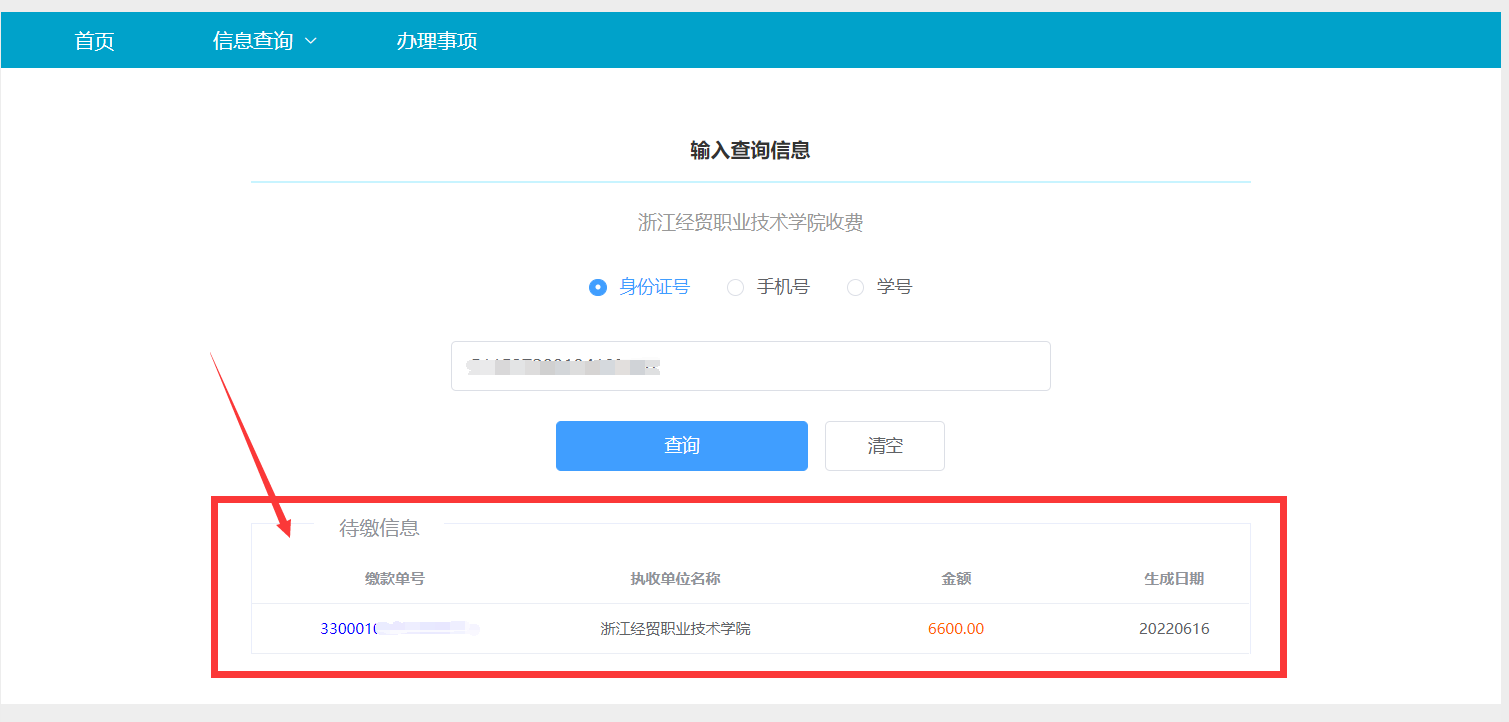 首页 信息查询 办理事项
输入查询信息
浙江经贸职业技术学院收费
身份证号 手机号 学号
查询 清空
待缴信息
缴款单号 执收单位名称 金额 生成日期
330001 浙江经贸职业技术学院 6600.00 20220616